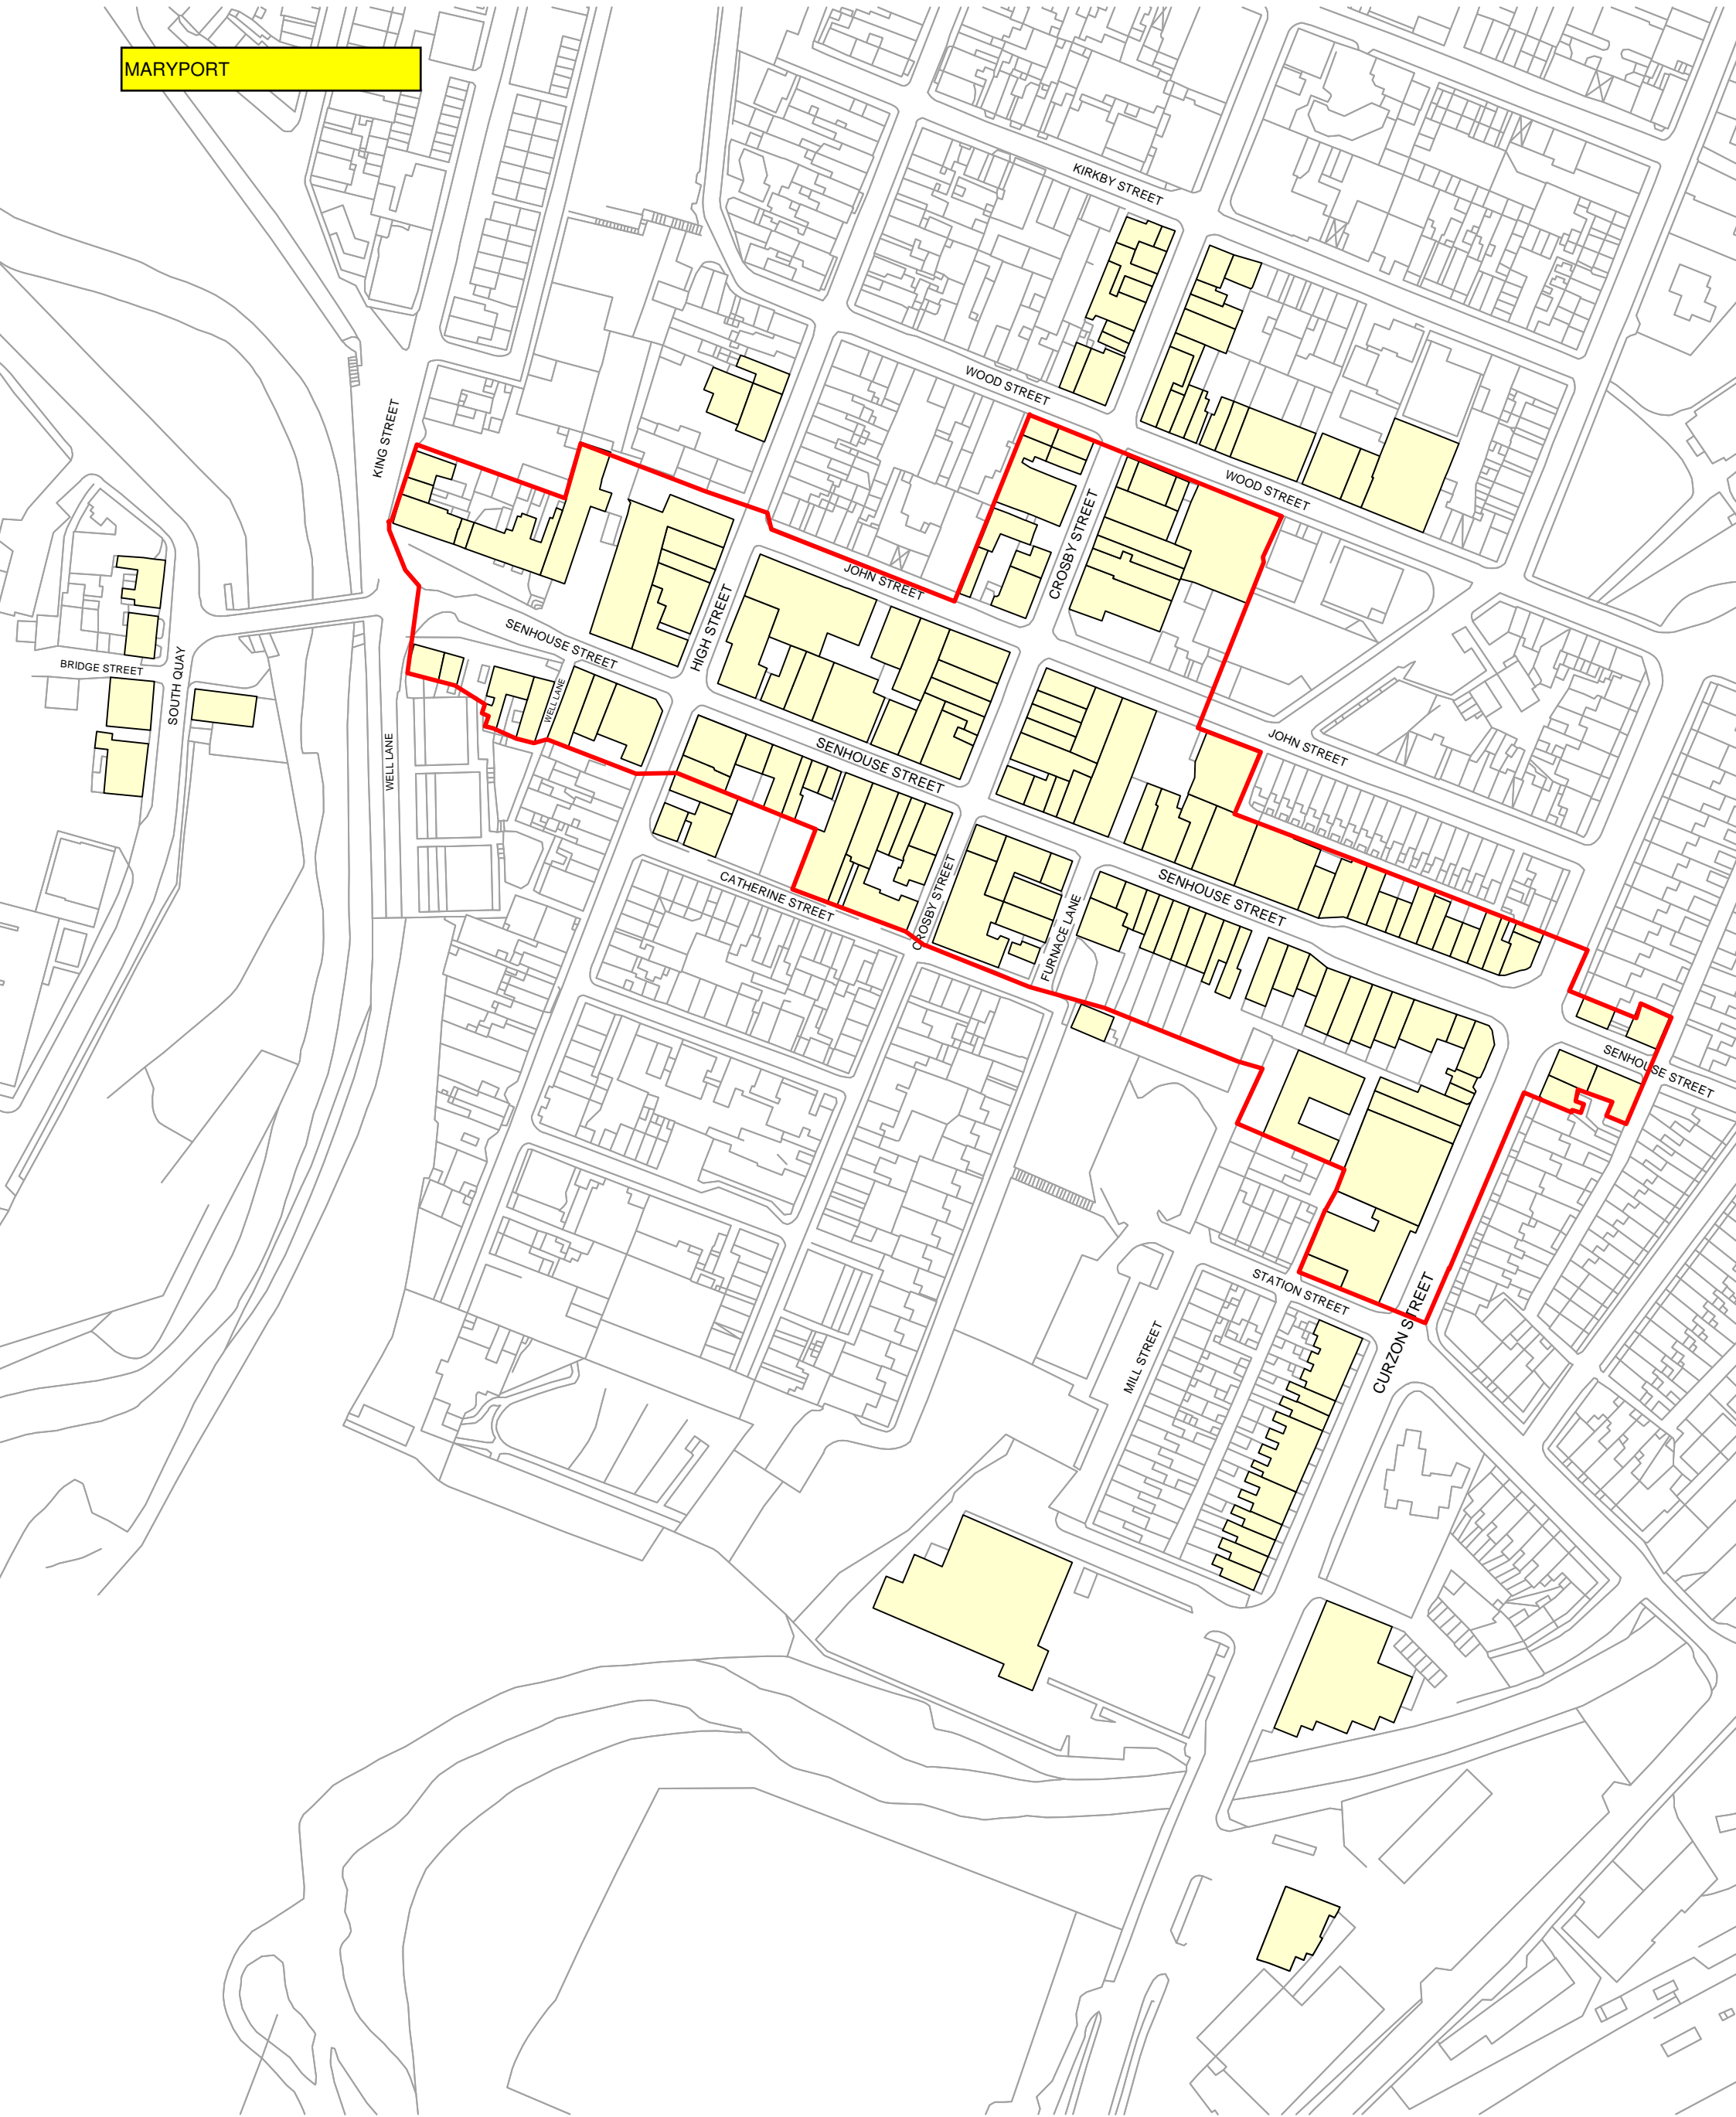 MARYPORT
KIRKBY STREET
WOOD STREET
KING STREET
WOOD STREET
CROSBY STREET
JOHN STREET
HIGH STREET
SENHOUSE STREET
BRIDGE STREET
SOUTH QUAY
WELL LANE
WELL LANE
SENHOUSE STREET
JOHN STREET
CATHERINE STREET
CROSBY STREET
FURNACE LANE
SENHOUSE STREET
SENHOUSE STREET
STATION STREET
MILL STREET
CURZON STREET